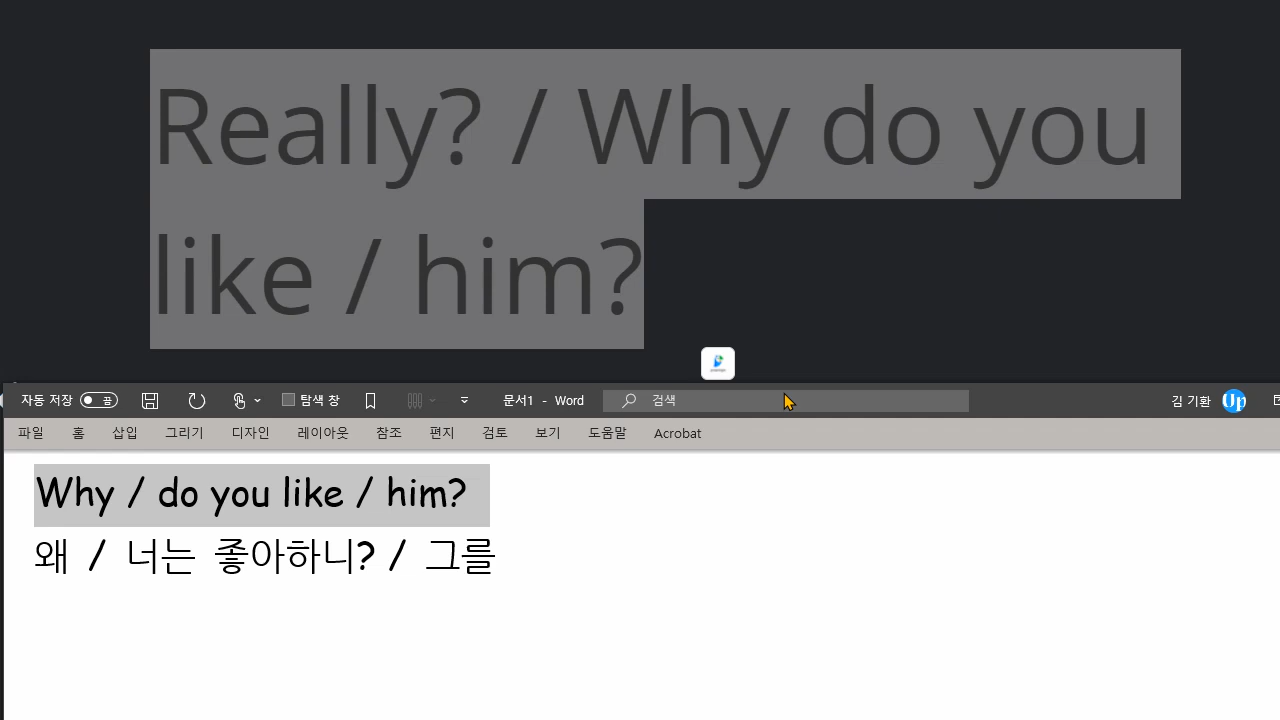 Really? / Why do you
like / him?
자동 저장 끔 탐색 창 문서1 - Word 검색 김 기환 Up
파일 홈 삽입 그리기 디자인 레이아웃 참조 편지 검토 보기 도움말 Acrobat
Why / do you like / him?
왜 / 너는 좋아하니? / 그를